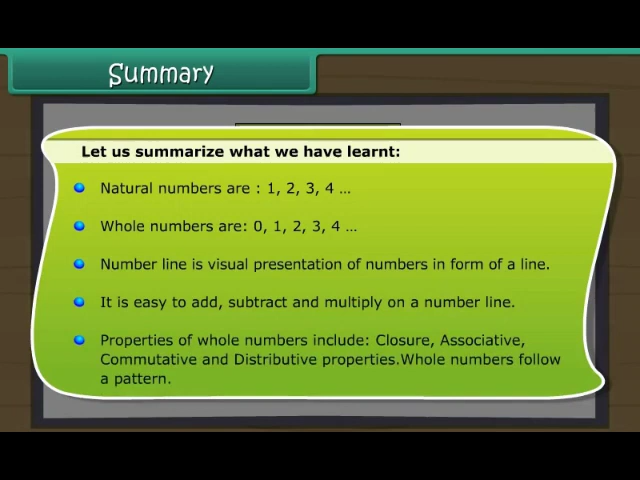 Summary
Let us summarize what we have learnt:
Natural numbers are : 1, 2, 3, 4 ...
Whole numbers are: 0, 1, 2, 3, 4 ...
Number line is visual presentation of numbers in form of a line.
It is easy to add, subtract and multiply on a number line.
Properties of whole numbers include: Closure, Associative,
Commutative and Distributive properties.Whole numbers follow
a pattern.